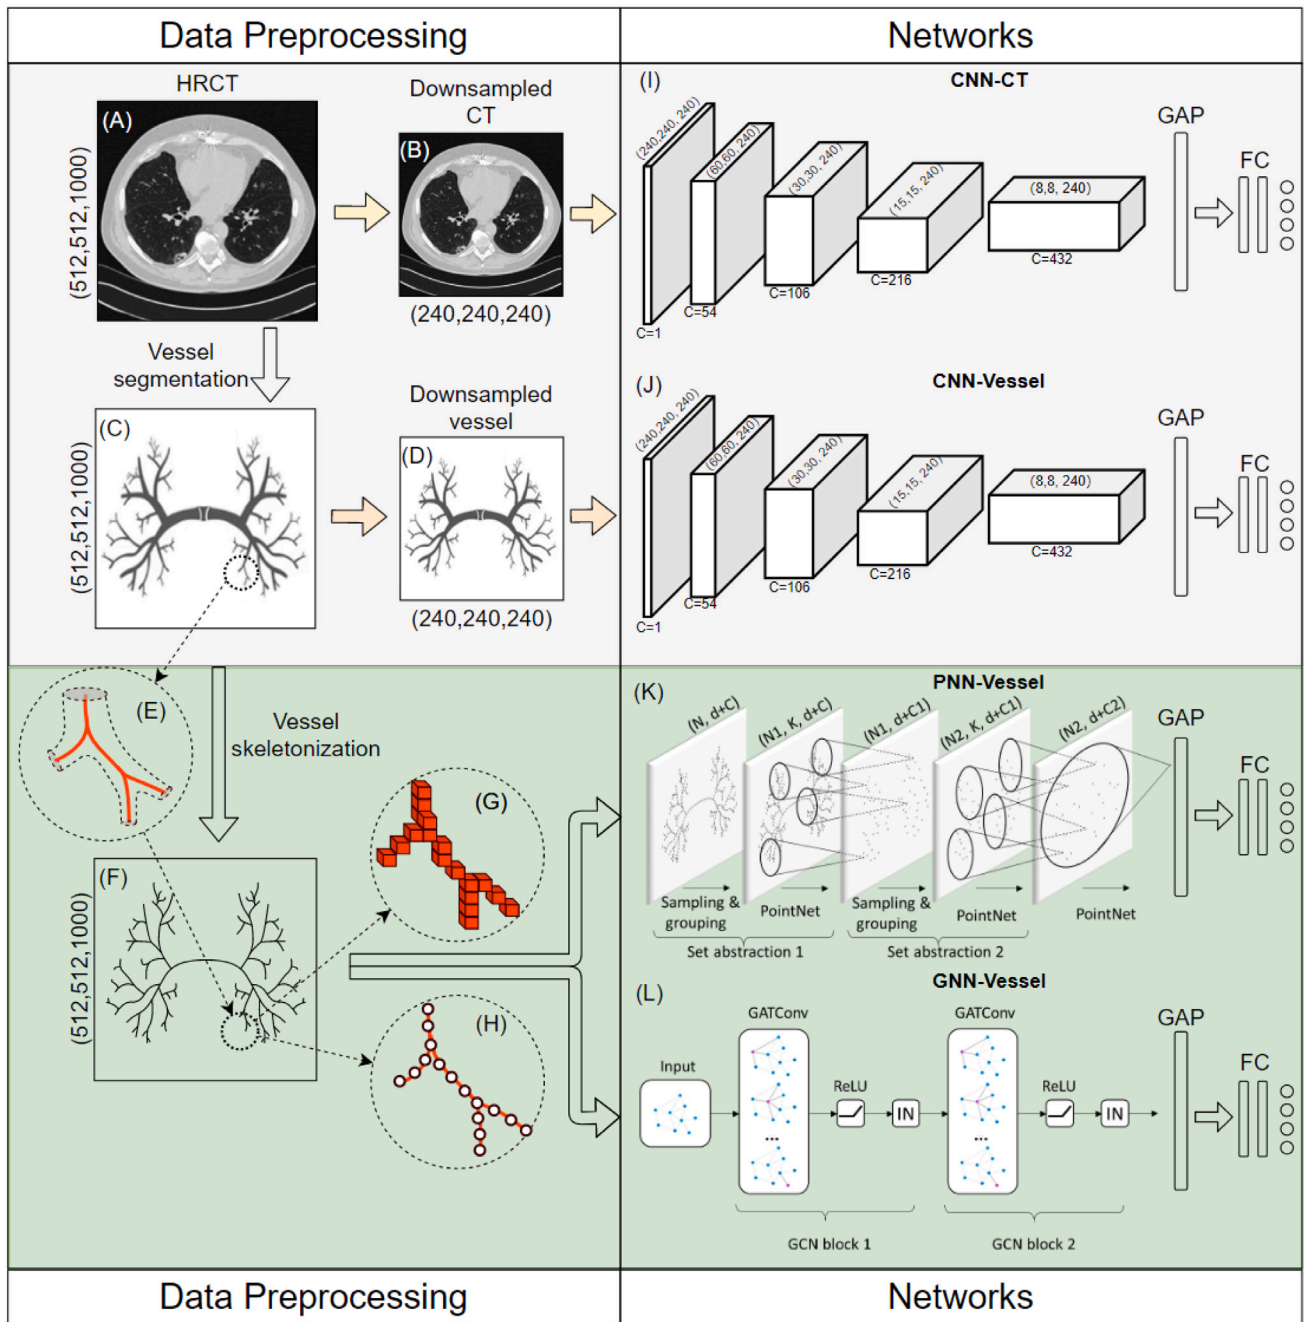 Data Preprocessing
Networks
HRCT
(A)
(512,512,1000)
Downsampled
CT
(B)
(240,240,240)
Vessel
segmentation
(C)
(512,512,1000)
Downsampled
vessel
(D)
(240,240,240)
(I)
CNN-CT
(240,240, 240)
(60,60, 240)
(30,30, 240)
(15,15, 240)
(8,8, 240)
C=1
C=54
C=106
C=216
C=432
GAP
FC
(J)
CNN-Vessel
(240,240, 240)
(60,60, 240)
(30,30, 240)
(15,15, 240)
(8,8, 240)
C=1
C=54
C=106
C=216
C=432
GAP
FC
(E)
Vessel
skeletonization
(F)
(512,512,1000)
(G)
(H)
(K)
PNN-Vessel
(N, d+C)
(N1, K, d+C)
(N1, d+C1)
(N2, K, d+C1)
(N2, d+C2)
Sampling &
grouping
PointNet
Sampling &
grouping
PointNet
PointNet
Set abstraction 1
Set abstraction 2
GAP
FC
(L)
GNN-Vessel
Input
GATConv
...
ReLU
IN
GATConv
...
ReLU
IN
GCN block 1
GCN block 2
GAP
FC
Data Preprocessing
Networks